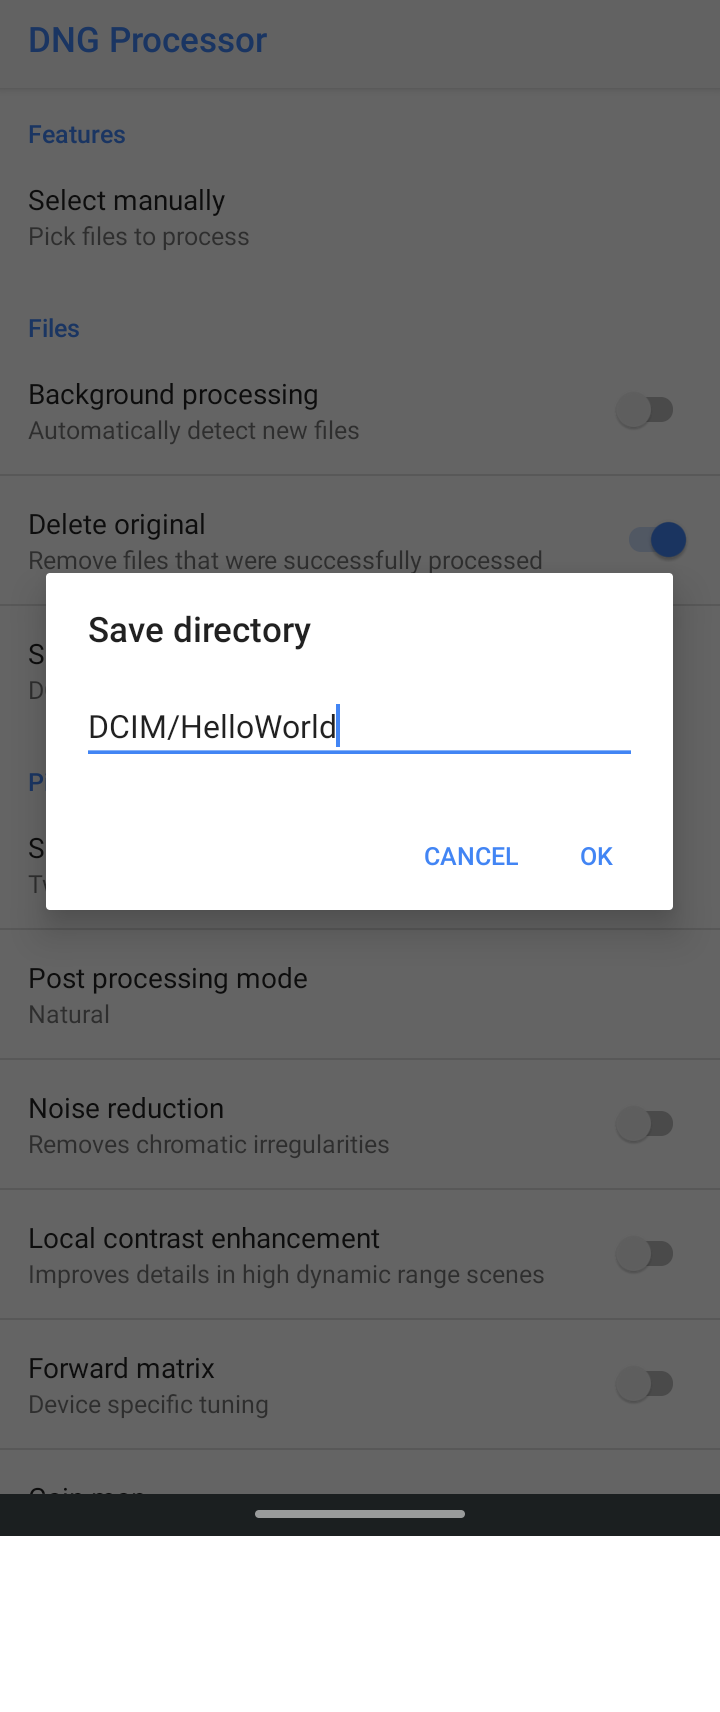 DNG Processor
Features
Select manually
Pick files to process
Files
Background processing
Automatically detect new files
Delete original
Remove files that were successfully processed
Save directory
DCIM/HelloWorld
CANCEL
OK
Post processing mode
Natural
Noise reduction
Removes chromatic irregularities
Local contrast enhancement
Improves details in high dynamic range scenes
Forward matrix
Device specific tuning